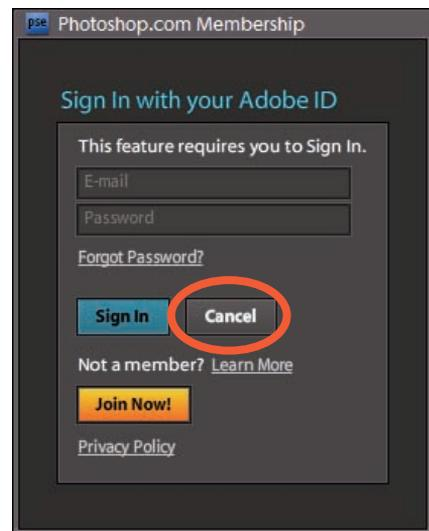 pse Photoshop.com Membership
Sign In with your Adobe ID
This feature requires you to Sign In.
E-mail
Password
Forgot Password?
Sign In Cancel
Not a member? Learn More
Join Now!
Privacy Policy